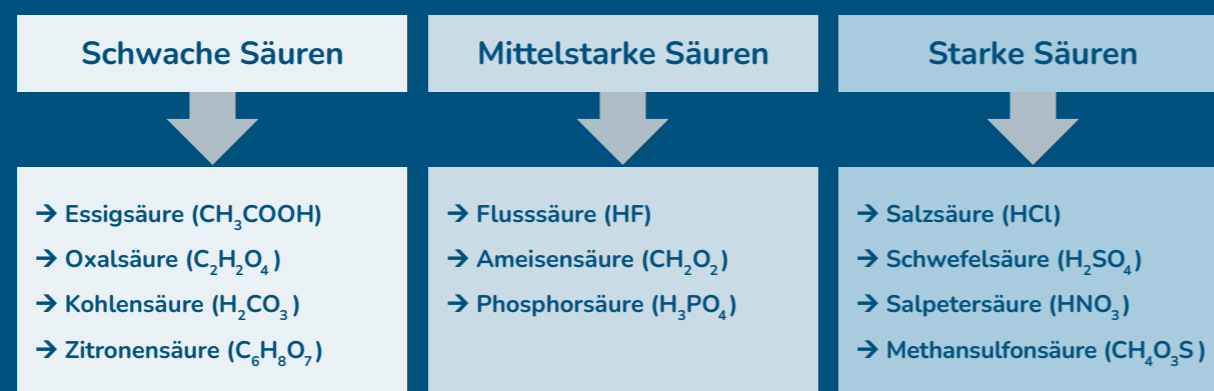 Schwache Säuren
→ Essigsäure (CH₃COOH)
→ Oxalsäure (C₂H₂O₄)
→ Kohlensäure (H₂CO₃)
→ Zitronensäure (C₆H₈O₇)
Mittelstarke Säuren
→ Flusssäure (HF)
→ Ameisensäure (CH₂O₂)
→ Phosphorsäure (H₃PO₄)
Starke Säuren
→ Salzsäure (HCl)
→ Schwefelsäure (H₂SO₄)
→ Salpetersäure (HNO₃)
→ Methansulfonsäure (CH₄O₃S)